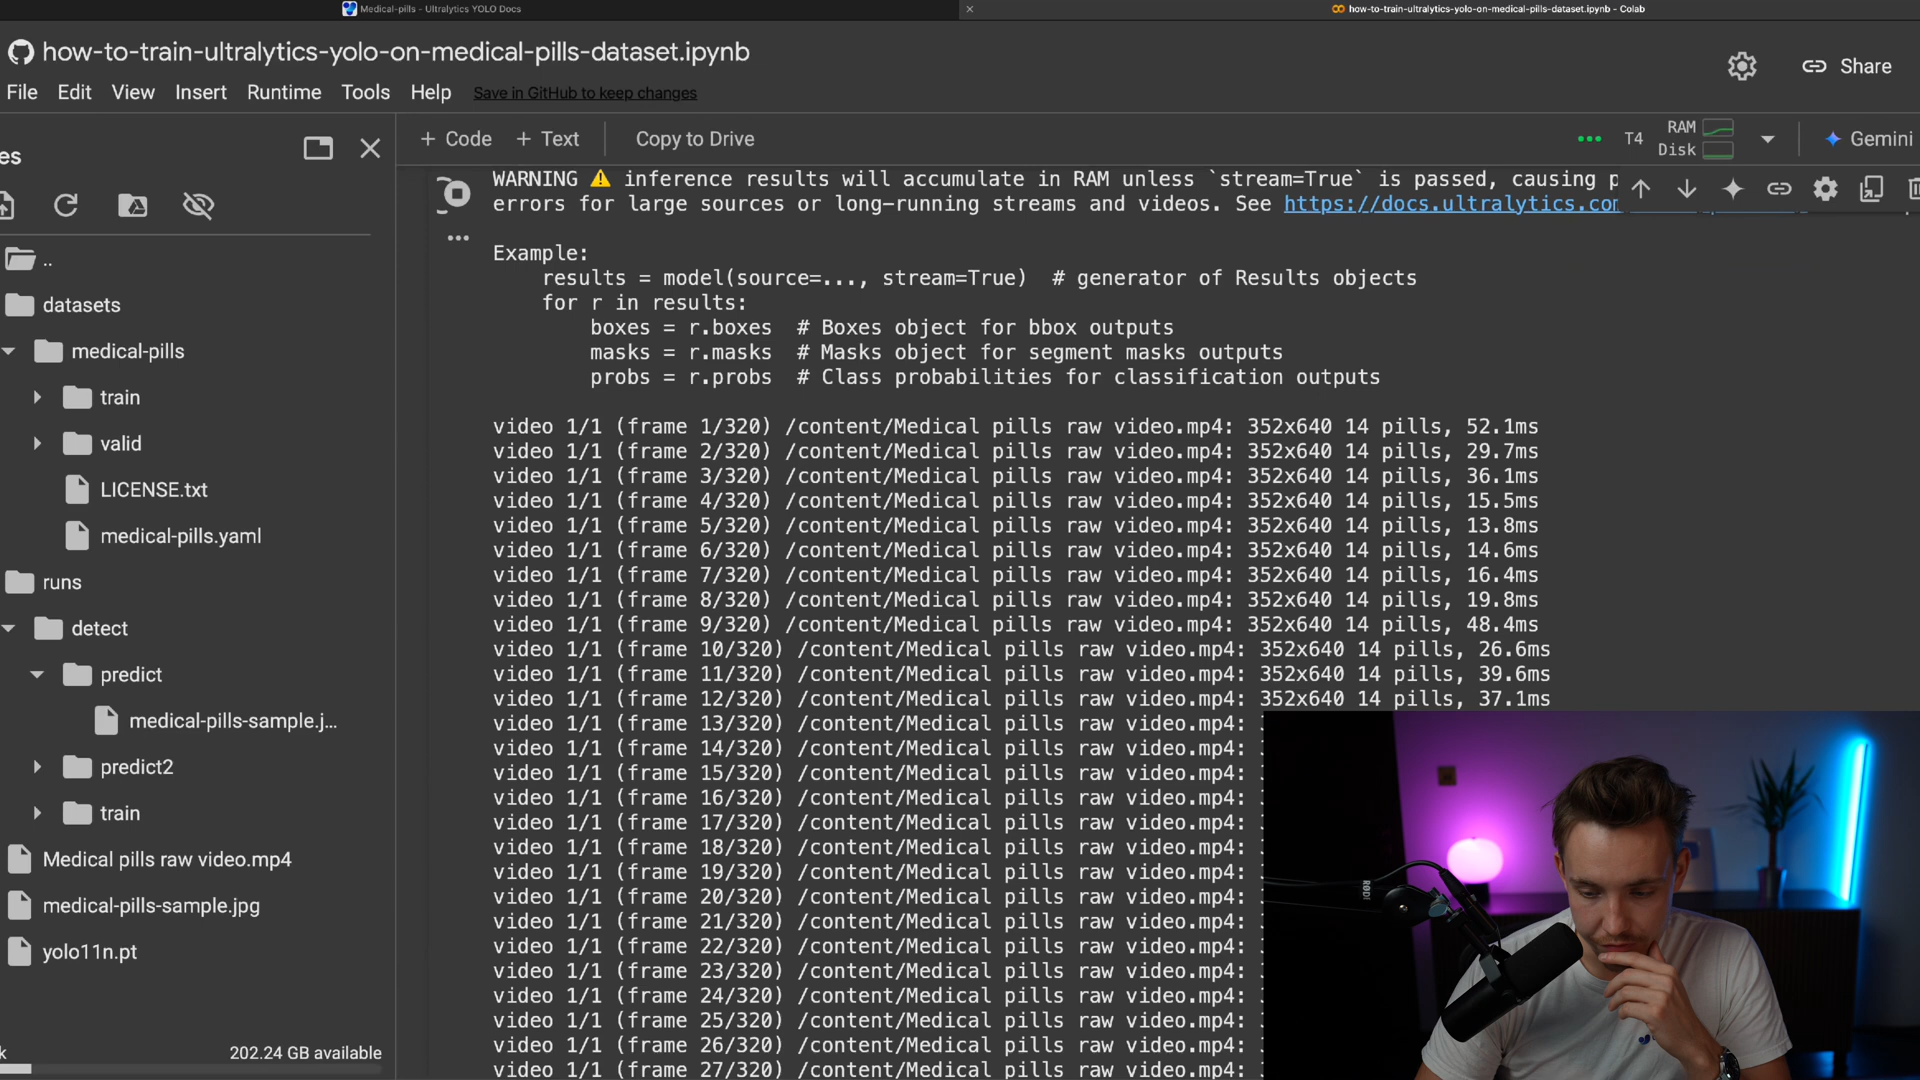 Medical-pills - Ultralytics YOLO Docs
how-to-train-ultralytics-yolo-on-medical-pills-dataset.ipynb - Colab
how-to-train-ultralytics-yolo-on-medical-pills-dataset.ipynb
Share
File Edit View Insert Runtime Tools Help Save in GitHub to keep changes
es
+ Code + Text Copy to Drive
T4 RAM Disk Gemini
WARNING ⚠️ inference results will accumulate in RAM unless `stream=True` is passed, causing p
errors for large sources or long-running streams and videos. See https://docs.ultralytics.com
Example:
results = model(source=..., stream=True) # generator of Results objects
for r in results:
boxes = r.boxes # Boxes object for bbox outputs
masks = r.masks # Masks object for segment masks outputs
probs = r.probs # Class probabilities for classification outputs
video 1/1 (frame 1/320) /content/Medical pills raw video.mp4: 352x640 14 pills, 52.1ms
video 1/1 (frame 2/320) /content/Medical pills raw video.mp4: 352x640 14 pills, 29.7ms
video 1/1 (frame 3/320) /content/Medical pills raw video.mp4: 352x640 14 pills, 36.1ms
video 1/1 (frame 4/320) /content/Medical pills raw video.mp4: 352x640 14 pills, 15.5ms
video 1/1 (frame 5/320) /content/Medical pills raw video.mp4: 352x640 14 pills, 13.8ms
video 1/1 (frame 6/320) /content/Medical pills raw video.mp4: 352x640 14 pills, 14.6ms
video 1/1 (frame 7/320) /content/Medical pills raw video.mp4: 352x640 14 pills, 16.4ms
video 1/1 (frame 8/320) /content/Medical pills raw video.mp4: 352x640 14 pills, 19.8ms
video 1/1 (frame 9/320) /content/Medical pills raw video.mp4: 352x640 14 pills, 48.4ms
video 1/1 (frame 10/320) /content/Medical pills raw video.mp4: 352x640 14 pills, 26.6ms
video 1/1 (frame 11/320) /content/Medical pills raw video.mp4: 352x640 14 pills, 39.6ms
video 1/1 (frame 12/320) /content/Medical pills raw video.mp4: 352x640 14 pills, 37.1ms
video 1/1 (frame 13/320) /content/Medical pills raw video.mp4:
video 1/1 (frame 14/320) /content/Medical pills raw video.mp4:
video 1/1 (frame 15/320) /content/Medical pills raw video.mp4:
video 1/1 (frame 16/320) /content/Medical pills raw video.mp4:
video 1/1 (frame 17/320) /content/Medical pills raw video.mp4:
video 1/1 (frame 18/320) /content/Medical pills raw video.mp4:
video 1/1 (frame 19/320) /content/Medical pills raw video.mp4:
video 1/1 (frame 20/320) /content/Medical pills raw video.mp4:
video 1/1 (frame 21/320) /content/Medical pills raw video.mp4:
video 1/1 (frame 22/320) /content/Medical pills raw video.mp4:
video 1/1 (frame 23/320) /content/Medical pills raw video.mp4:
video 1/1 (frame 24/320) /content/Medical pills raw video.mp4:
video 1/1 (frame 25/320) /content/Medical pills raw video.mp4:
video 1/1 (frame 26/320) /content/Medical pills raw video.mp4:
video 1/1 (frame 27/320) /content/Medical pills raw video.mp4:
..
datasets
medical-pills
train
valid
LICENSE.txt
medical-pills.yaml
runs
detect
predict
medical-pills-sample.j...
predict2
train
Medical pills raw video.mp4
medical-pills-sample.jpg
yolo11n.pt
k 202.24 GB available
RØDE